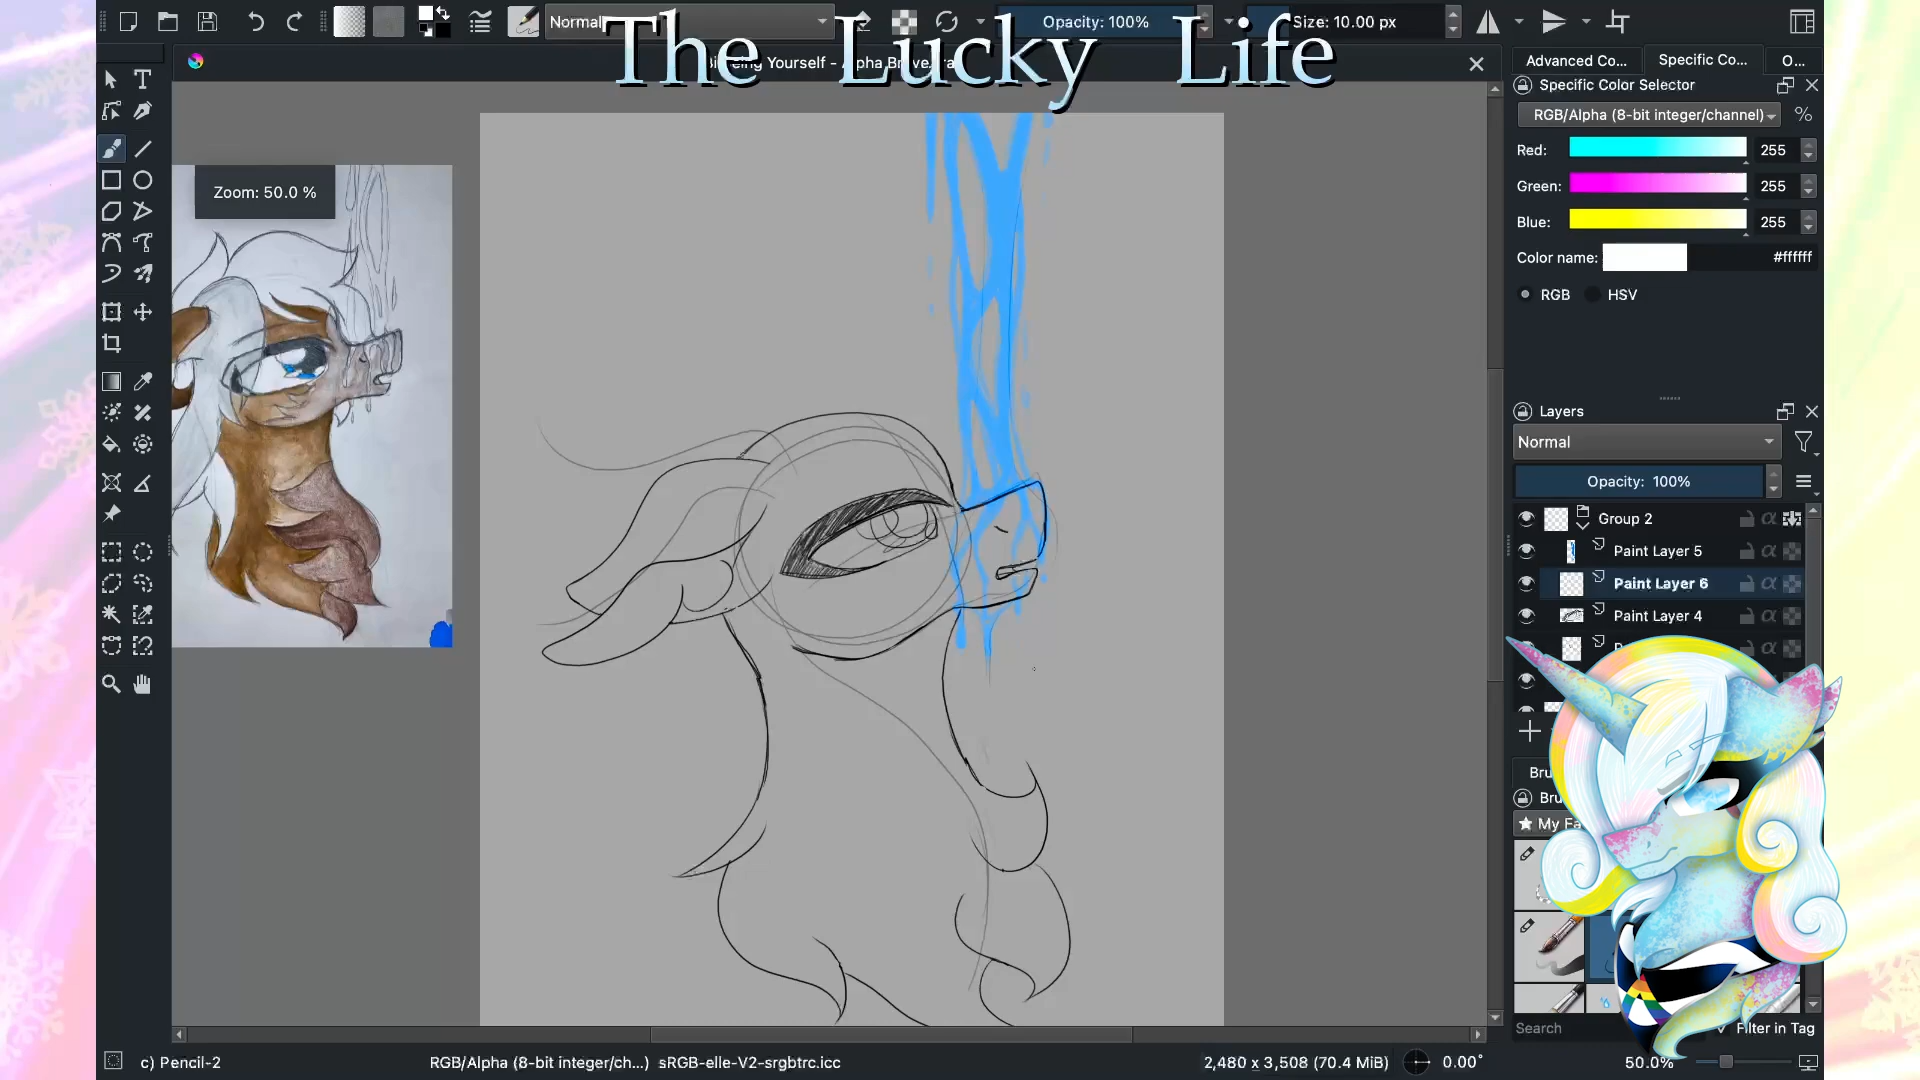 Normal
Opacity: 100%
Size: 10.00 px
The Lucky Life
Yourself - Alpha
Advanced Co...
Specific Co...
O...
Specific Color Selector
RGB/Alpha (8-bit integer/channel)
%
Red:
255
Green:
255
Blue:
255
Color name:
#ffffff
RGB
HSV
Zoom: 50.0 %
Layers
Normal
Opacity: 100%
Group 2
Paint Layer 5
Paint Layer 6
Paint Layer 4
Search
Filter in Tag
c) Pencil-2
RGB/Alpha (8-bit integer/ch...) sRGB-elle-V2-srgbtrc.icc
2,480 x 3,508 (70.4 MiB)
0.00°
50.0%